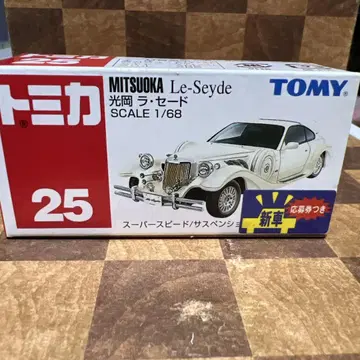 25
トミカ
MITSUOKA Le-Seyde
光岡 ラ・セード
SCALE 1/68
TOMY
25
スーパースピード/サスペンショ
新車
応募券つき